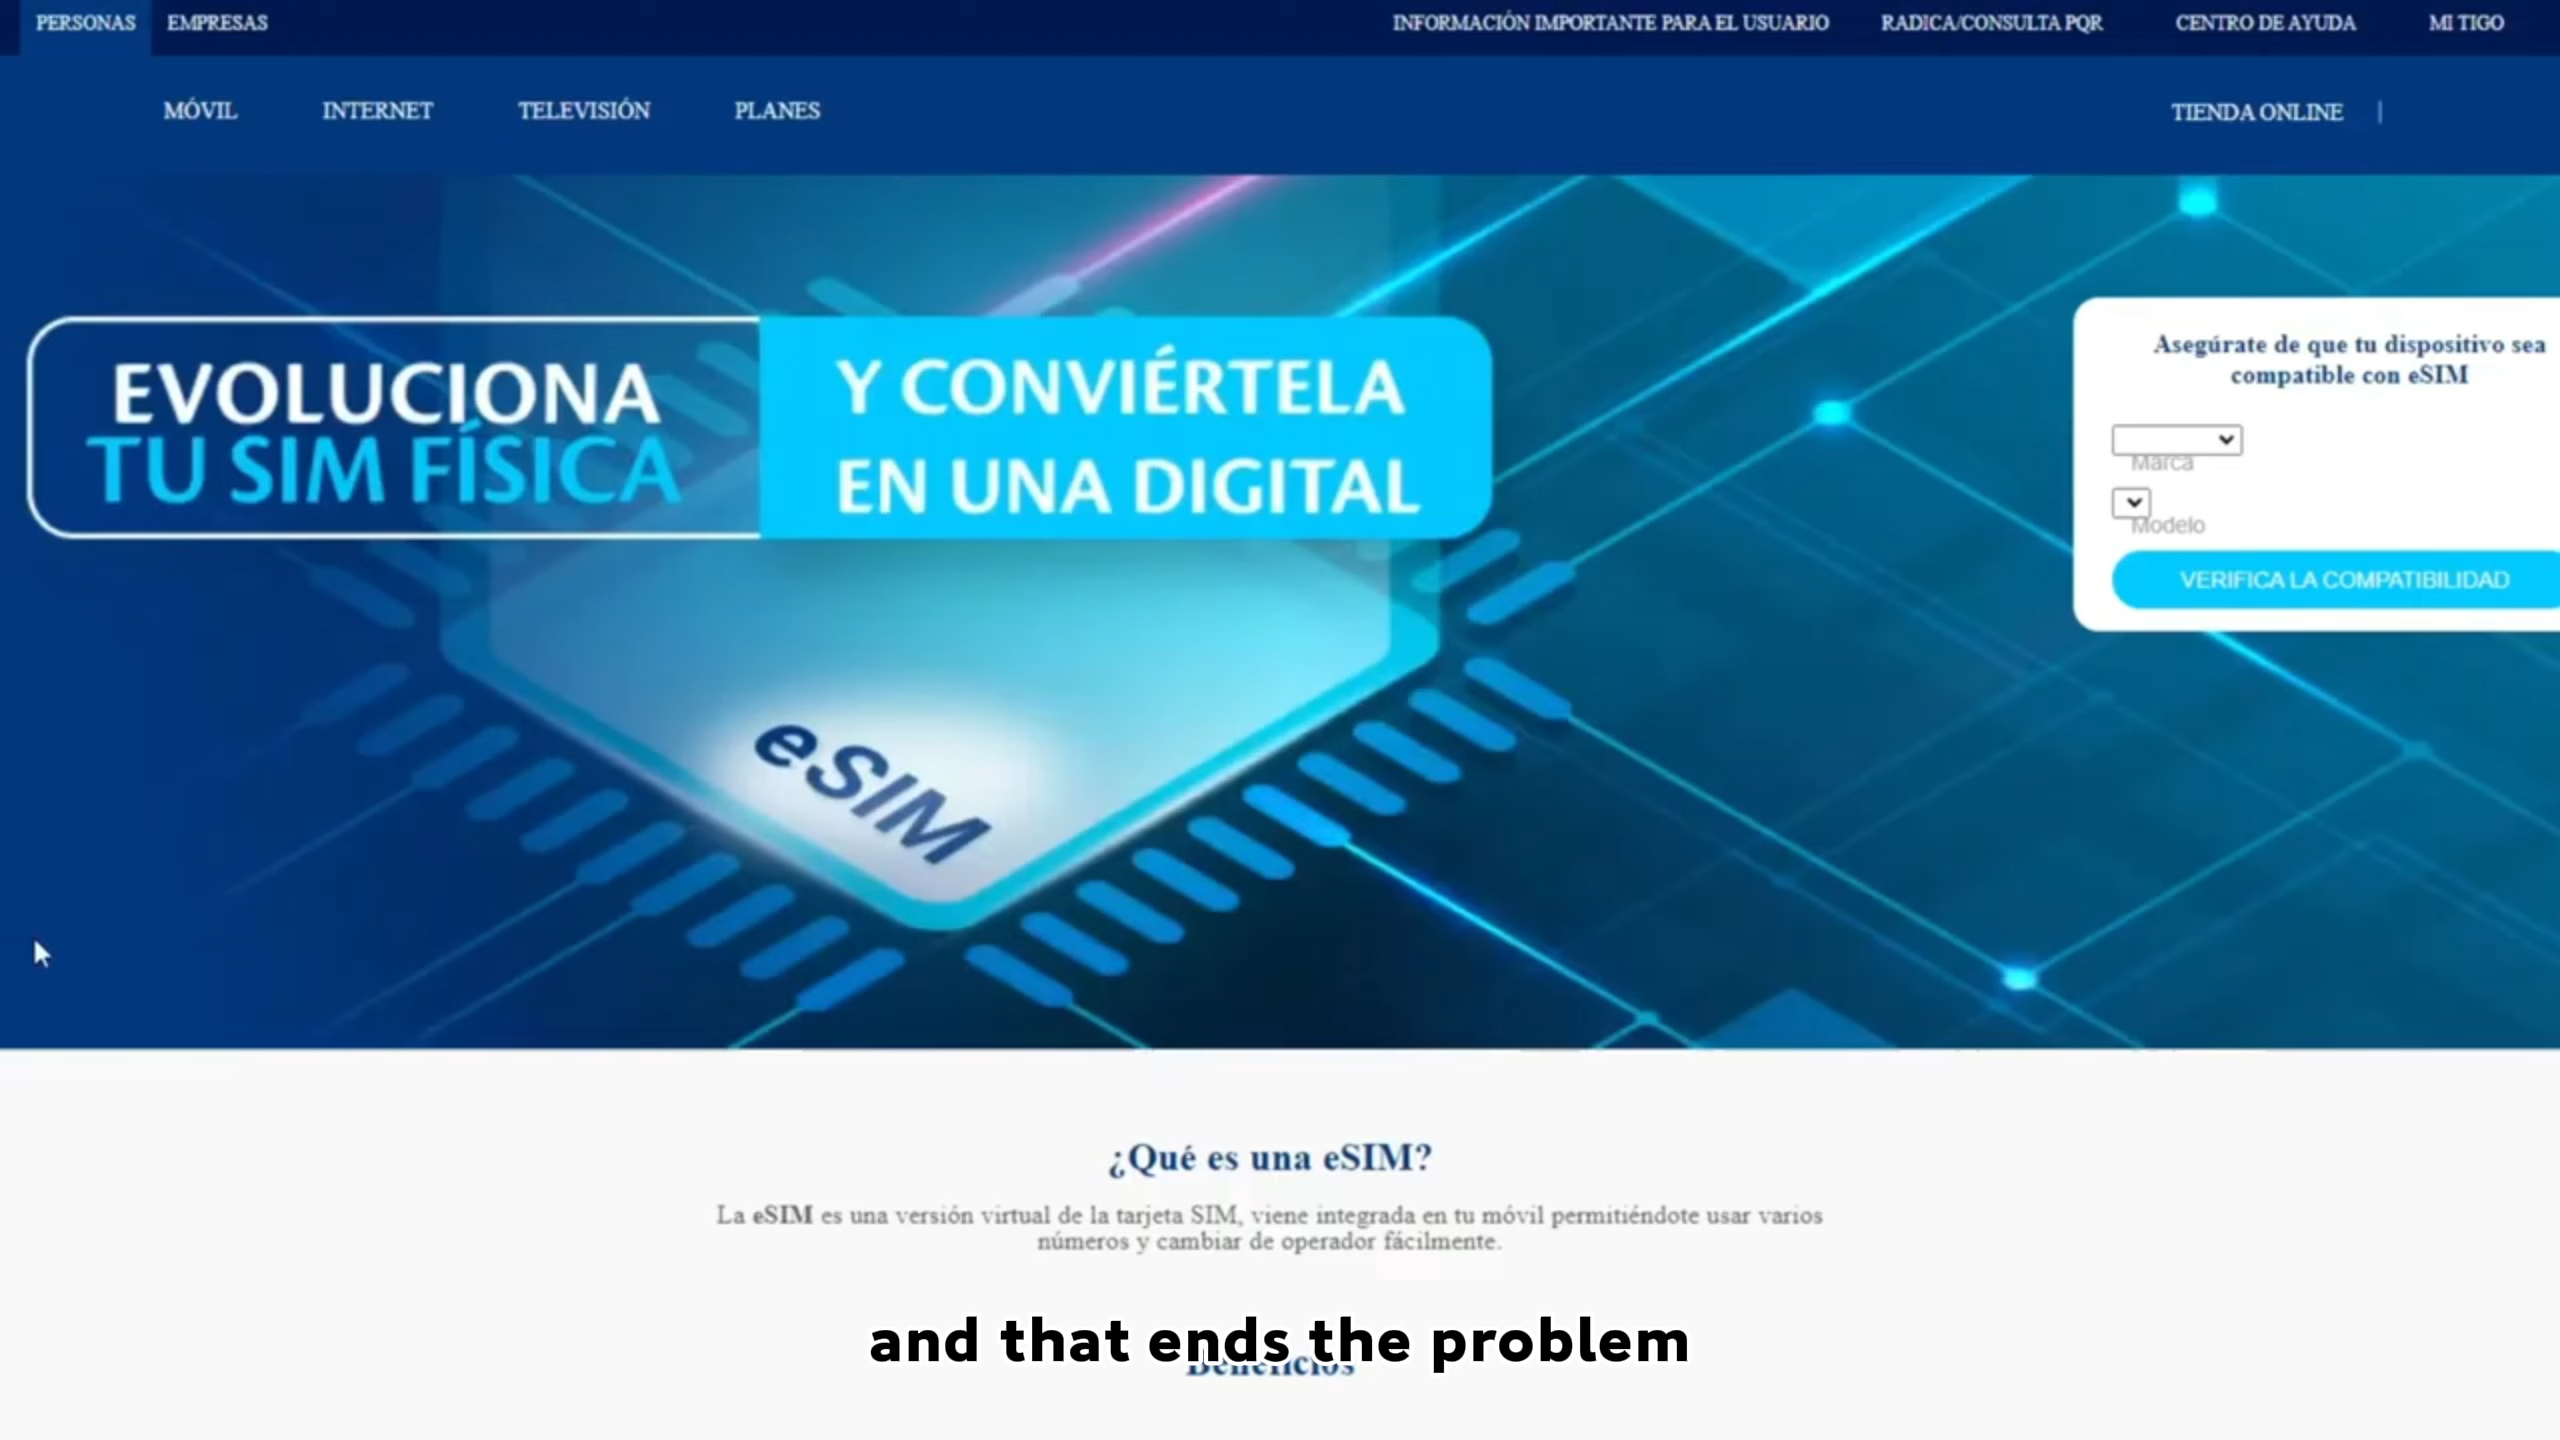 PERSONAS EMPRESAS INFORMACIÓN IMPORTANTE PARA EL USUARIO RADICA/CONSULTA PQR CENTRO DE AYUDA MI TIGO
MÓVIL INTERNET TELEVISIÓN PLANES TIENDA ONLINE |
EVOLUCIONA
TU SIM FÍSICA
Y CONVIÉRTELA
EN UNA DIGITAL
Asegúrate de que tu dispositivo sea
compatible con eSIM
Marca
Modelo
VERIFICA LA COMPATIBILIDAD
eSIM
¿Qué es una eSIM?
La eSIM es una versión virtual de la tarjeta SIM, viene integrada en tu móvil permitiéndote usar varios
números y cambiar de operador fácilmente.
and that ends the problem
Beneficios